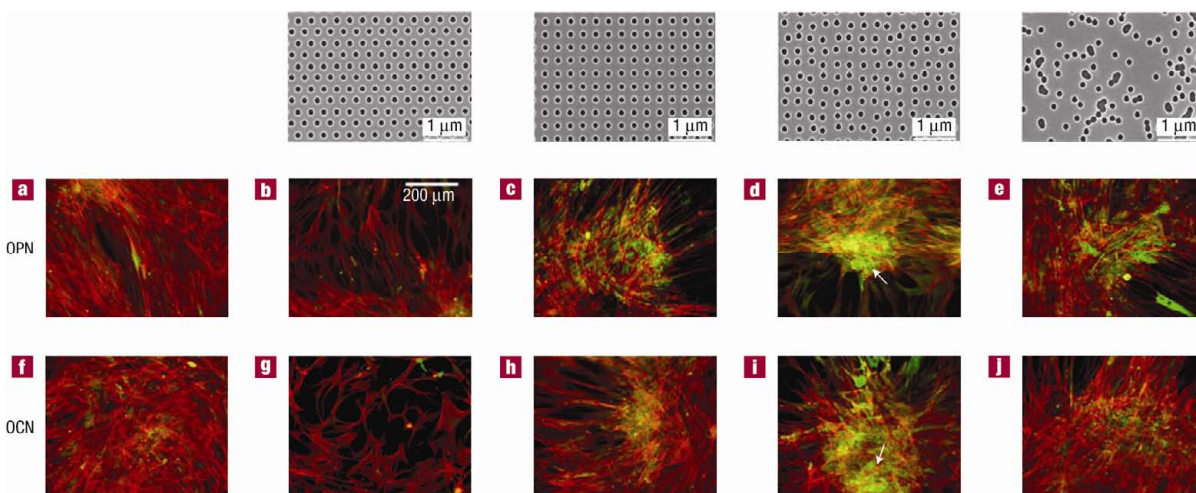 1 μm 1 μm 1 μm 1 μm
a b c d e
200 μm
OPN
f g h i j
OCN